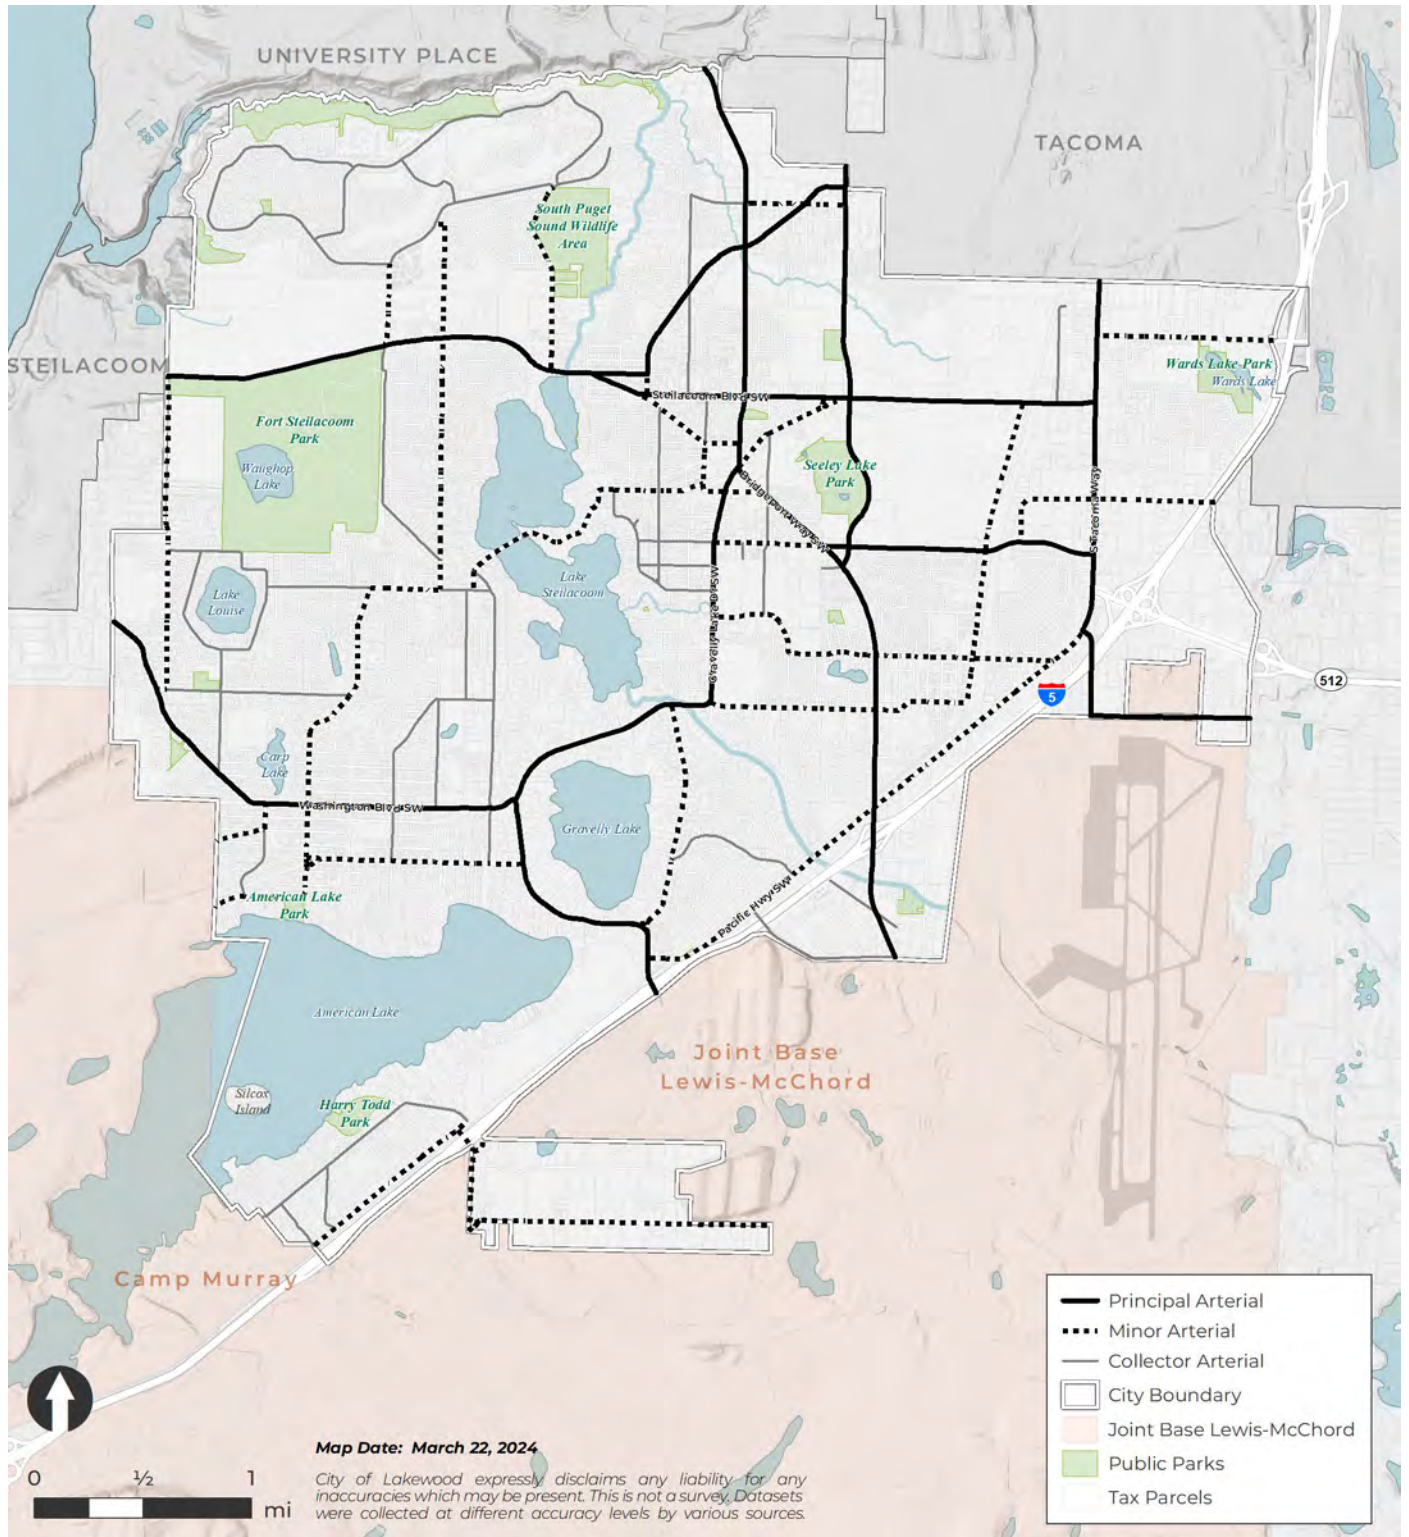 UNIVERSITY PLACE
TACOMA
South Puget
Sound Wildlife
Area
STEILACOOM
Wards Lake Park
Wards Lake
Steilacoom Blvd SW
Fort Steilacoom
Park
Waughop
Lake
Seeley Lake
Park
Bridgeport Way SW
S Tacoma Way
Lake
Louise
Lake
Steilacoom
Gravelly Lake Dr SW
512
5
Carp
Lake
Washington Blvd SW
Gravelly Lake
American Lake
Park
Pacific Hwy SW
American Lake
Joint Base
Lewis-McChord
Silcox
Island
Harry Todd
Park
Camp Murray
Principal Arterial
Minor Arterial
Collector Arterial
City Boundary
Joint Base Lewis-McChord
Public Parks
Tax Parcels
Map Date: March 22, 2024
0 ½ 1
mi
City of Lakewood expressly disclaims any liability for any
inaccuracies which may be present. This is not a survey. Datasets
were collected at different accuracy levels by various sources.